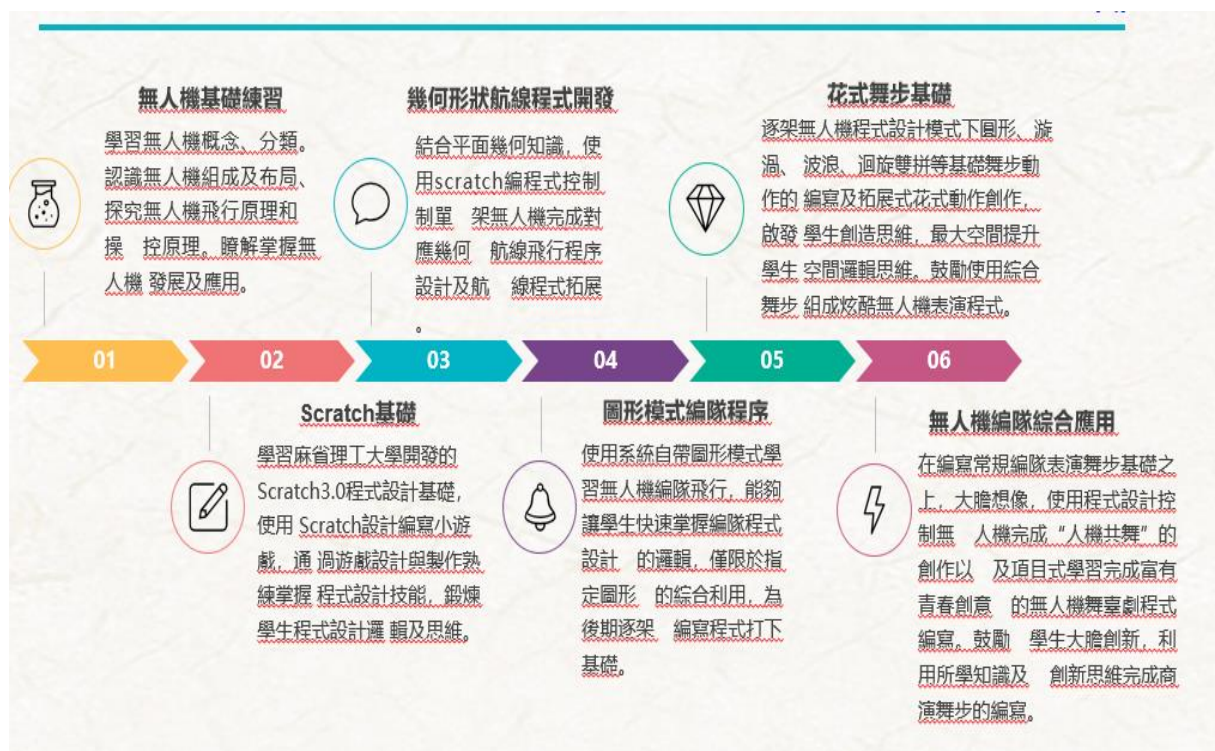 無人機基礎練習
學習無人機概念、分類。
認識無人機組成及布局、
探究無人機飛行原理和
操　控原理。瞭解掌握無
人機 發展及應用。
幾何形狀航線程式開發
結合平面幾何知識，使
用scratch編程式控制
制單　架無人機完成對
應幾何　航線飛行程序
設計及航　線程式拓展
。
花式舞步基礎
逐架無人機程式設計模式下圓形、漩
渦、 波浪、迴旋雙拼等基礎舞步動
作的 編寫及拓展式花式動作創作，
啟發 學生創造思維，最大空間提升
學生 空間邏輯思維。鼓勵使用綜合
舞步 組成炫酷無人機表演程式。
01
02
03
04
05
06
Scratch基礎
學習麻省理工大學開發的
Scratch3.0程式設計基礎，
使用 Scratch設計編寫小遊
戲，通 過遊戲設計與製作熟
練掌握 程式設計技能，鍛煉
學生程式設計邏 輯及思維。
圖形模式編隊程序
使用系統自帶圖形模式學
習無人機編隊飛行，能夠
讓學生快速掌握編隊程式
設計　的邏輯，僅限於指
定圖形　的綜合利用，為
後期逐架　編寫程式打下
基礎。
無人機編隊綜合應用
在編寫常規編隊表演舞步基礎之
上，大膽想像，使用程式設計控
制無　人機完成“人機共舞”的
創作以　及項目式學習完成富有
青春創意　的無人機舞臺劇程式
編寫。鼓勵　學生大膽創新，利
用所學知識及　創新思維完成商
演舞步的編寫。